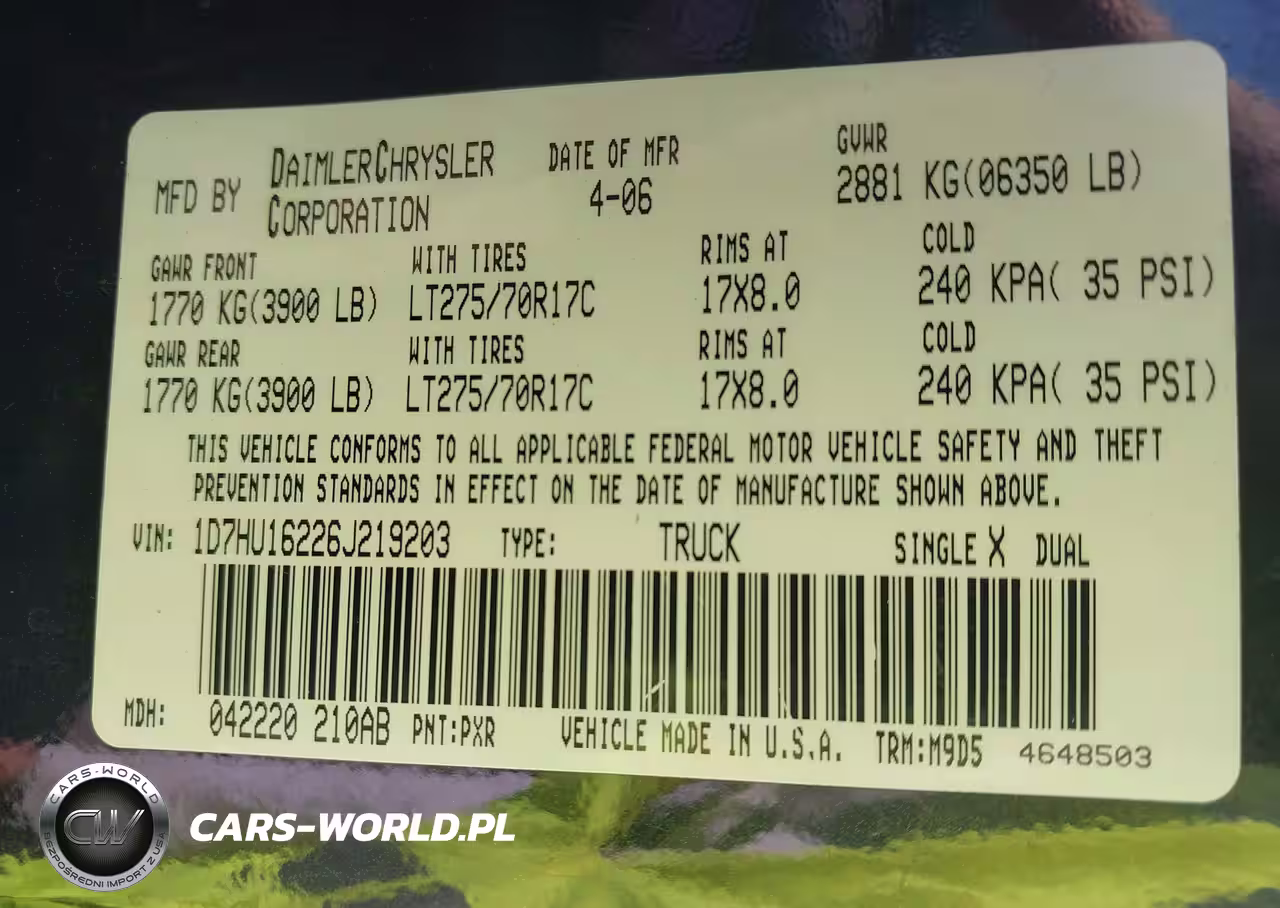 MFD BY DAIMLERCHRYSLER CORPORATION DATE OF MFR 4-06 GVWR 2881 KG(06350 LB)
GAWR FRONT WITH TIRES RIMS AT COLD
1770 KG(3900 LB) LT275/70R17C 17X8.0 240 KPA( 35 PSI)
GAWR REAR WITH TIRES RIMS AT COLD
1770 KG(3900 LB) LT275/70R17C 17X8.0 240 KPA( 35 PSI)
THIS VEHICLE CONFORMS TO ALL APPLICABLE FEDERAL MOTOR VEHICLE SAFETY AND THEFT
PREVENTION STANDARDS IN EFFECT ON THE DATE OF MANUFACTURE SHOWN ABOVE.
VIN: 1D7HU16226J219203 TYPE: TRUCK SINGLE X DUAL
MDH: 042220 210AB PNT:PXR VEHICLE MADE IN U.S.A. TRM:M9D5 4648503
CARS-WORLD
CW
BEZPOŚREDNI IMPORT Z USA
CARS-WORLD.PL